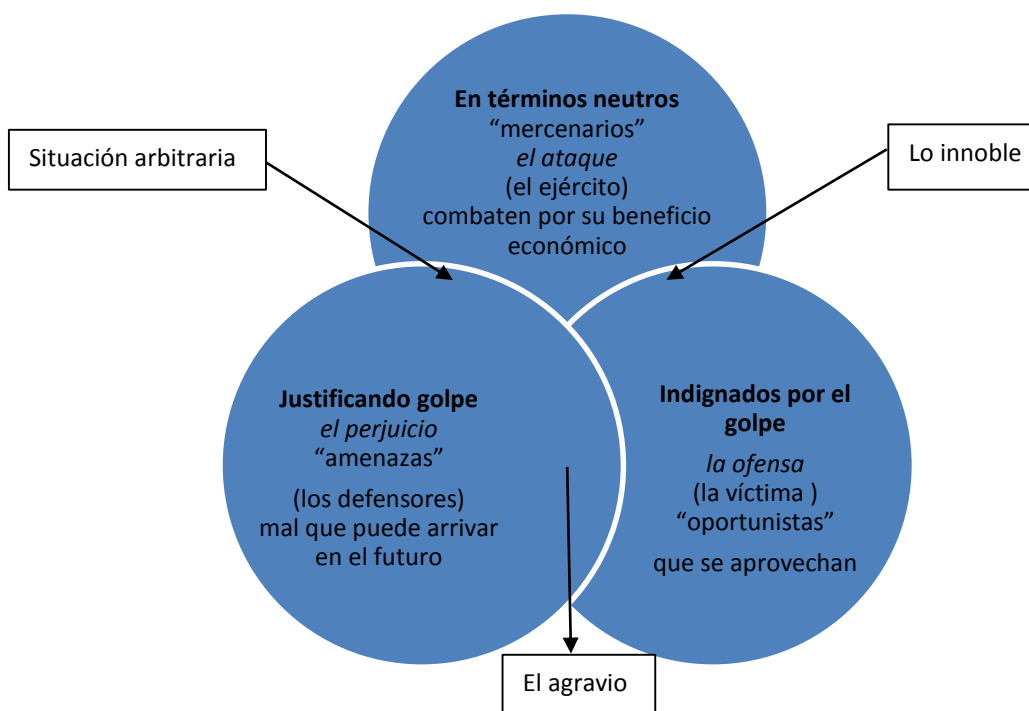 En términos neutros
“mercenarios”
el ataque
(el ejército)
combaten por su beneficio
económico
Situación arbitraria
Lo innoble
Justificando golpe
el perjuicio
“amenazas”
(los defensores)
mal que puede arrivar
en el futuro
Indignados por el
golpe
la ofensa
(la víctima )
“oportunistas”
que se aprovechan
El agravio